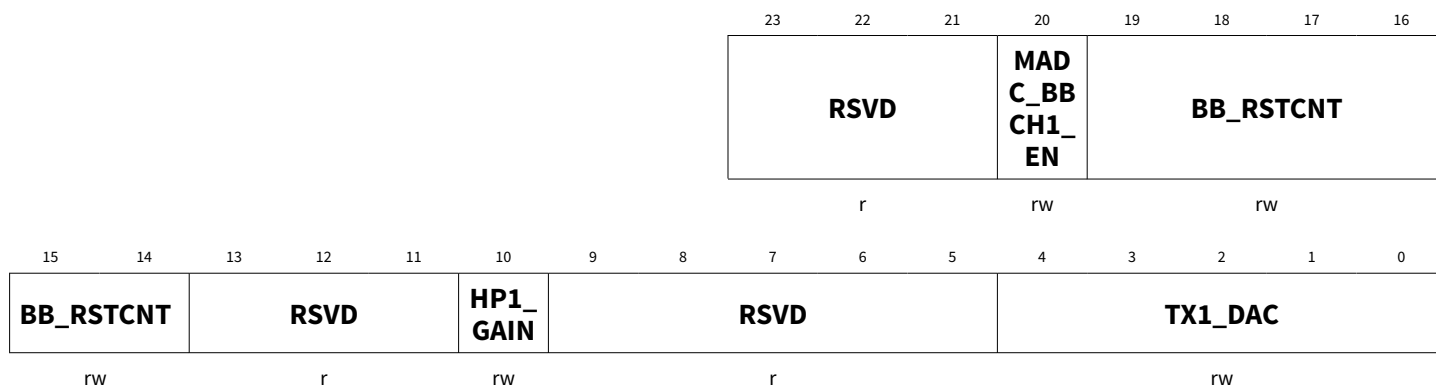 23 22 21 20 19 18 17 16
RSVD MAD BB_RSTCNT
C_BB
CH1_
EN
r rw rw
15 14 13 12 11 10 9 8 7 6 5 4 3 2 1 0
BB_RSTCNT RSVD HP1_ RSVD TX1_DAC
GAIN
rw r rw r rw